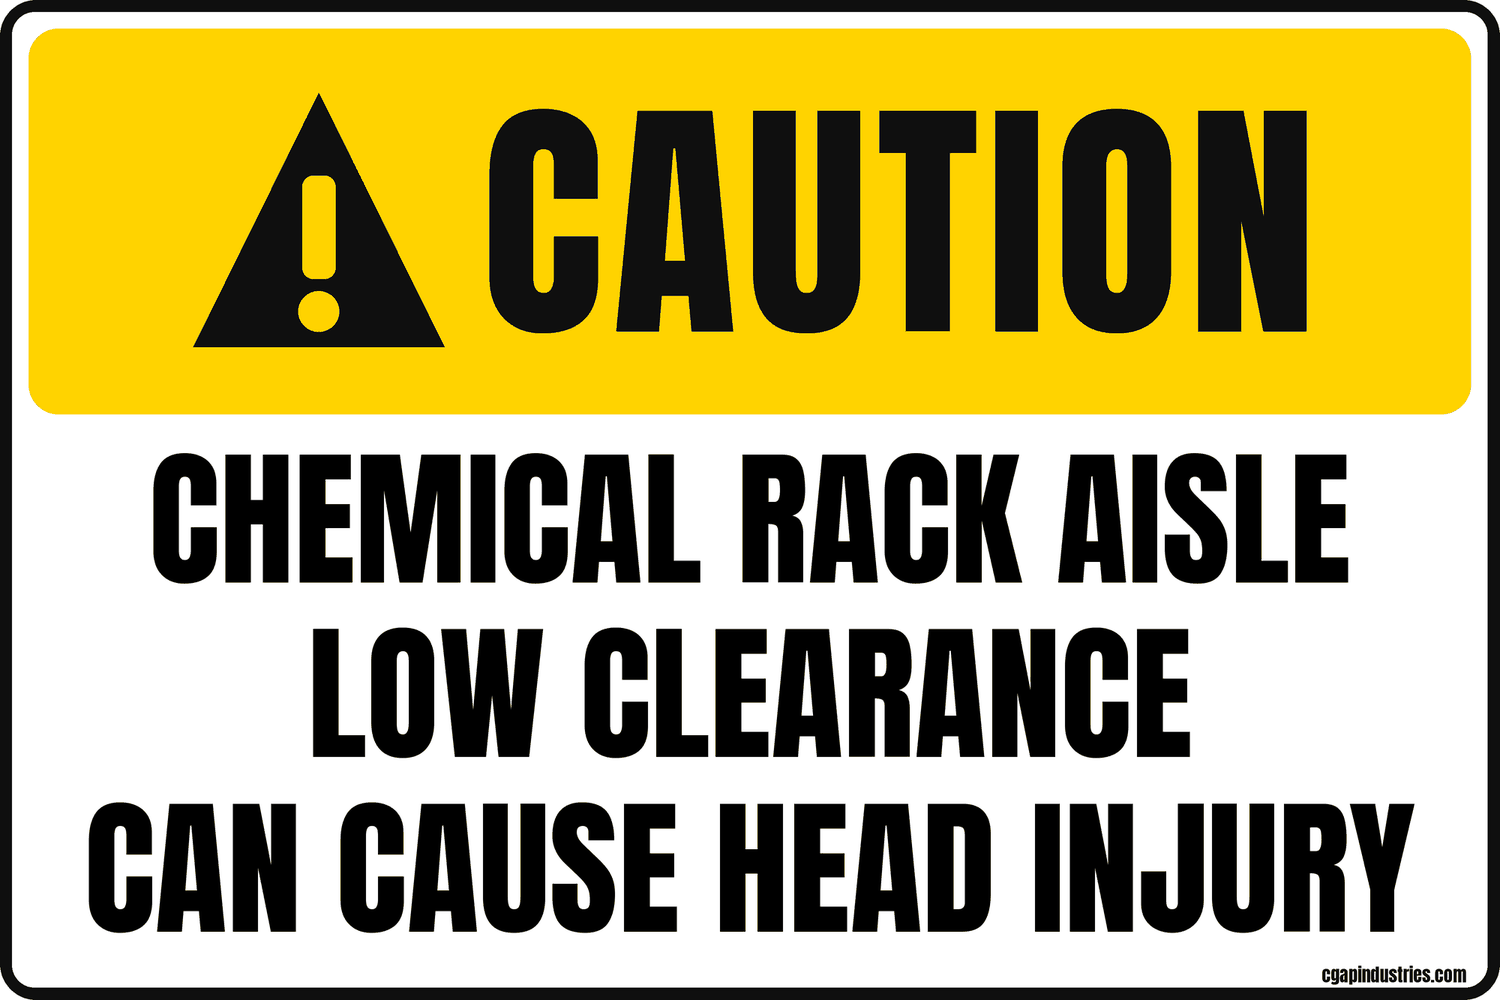 CAUTION
CHEMICAL RACK AISLE
LOW CLEARANCE
CAN CAUSE HEAD INJURY
cgapindustries.com